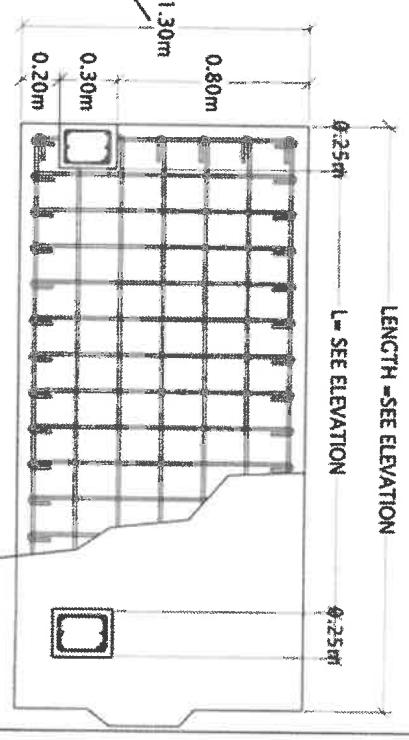 LENGTH =SEE ELEVATION
L= SEE ELEVATION
0.25m
0.25m
1.30m
0.80m
0.30m
0.20m